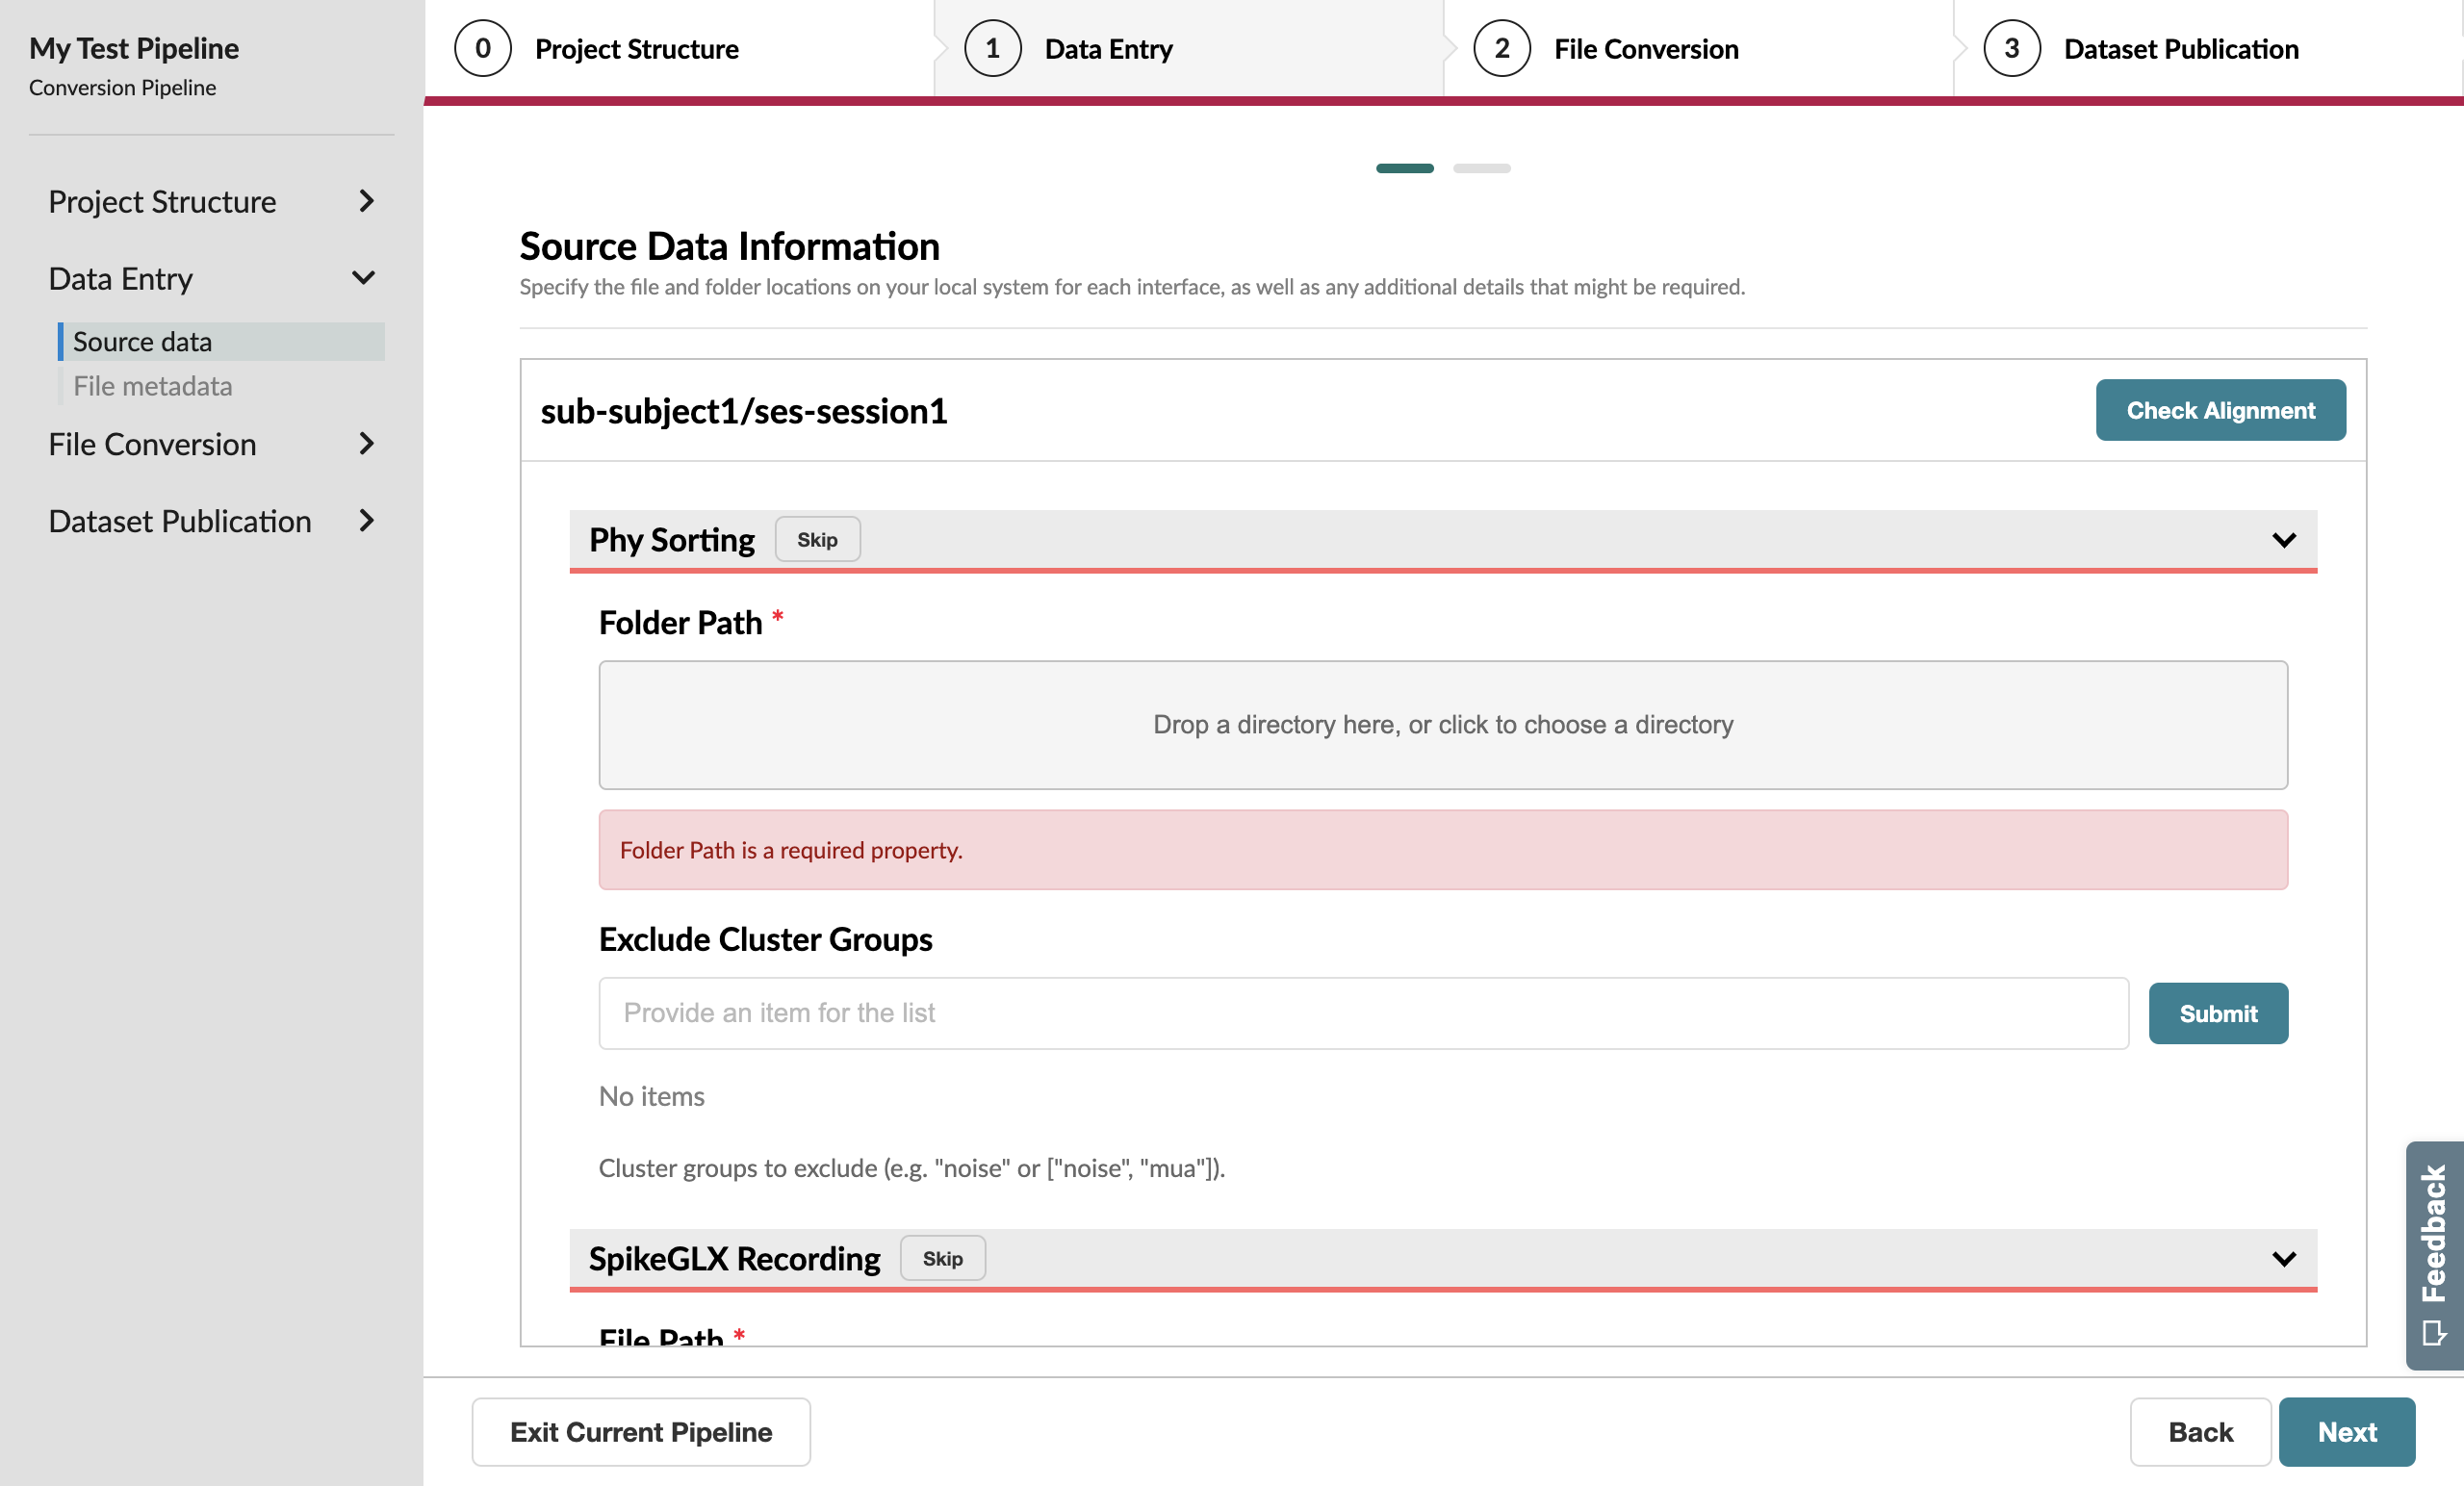 My Test Pipeline
Conversion Pipeline
Project Structure
Data Entry
Source data
File metadata
File Conversion
Dataset Publication
0 Project Structure
1 Data Entry
2 File Conversion
3 Dataset Publication
Source Data Information
Specify the file and folder locations on your local system for each interface, as well as any additional details that might be required.
sub-subject1/ses-session1
Check Alignment
Phy Sorting Skip
Folder Path *
Drop a directory here, or click to choose a directory
Folder Path is a required property.
Exclude Cluster Groups
Provide an item for the list
Submit
No items
Cluster groups to exclude (e.g. "noise" or ["noise", "mua"]).
SpikeGLX Recording Skip
File Path *
Feedback
Exit Current Pipeline
Back
Next